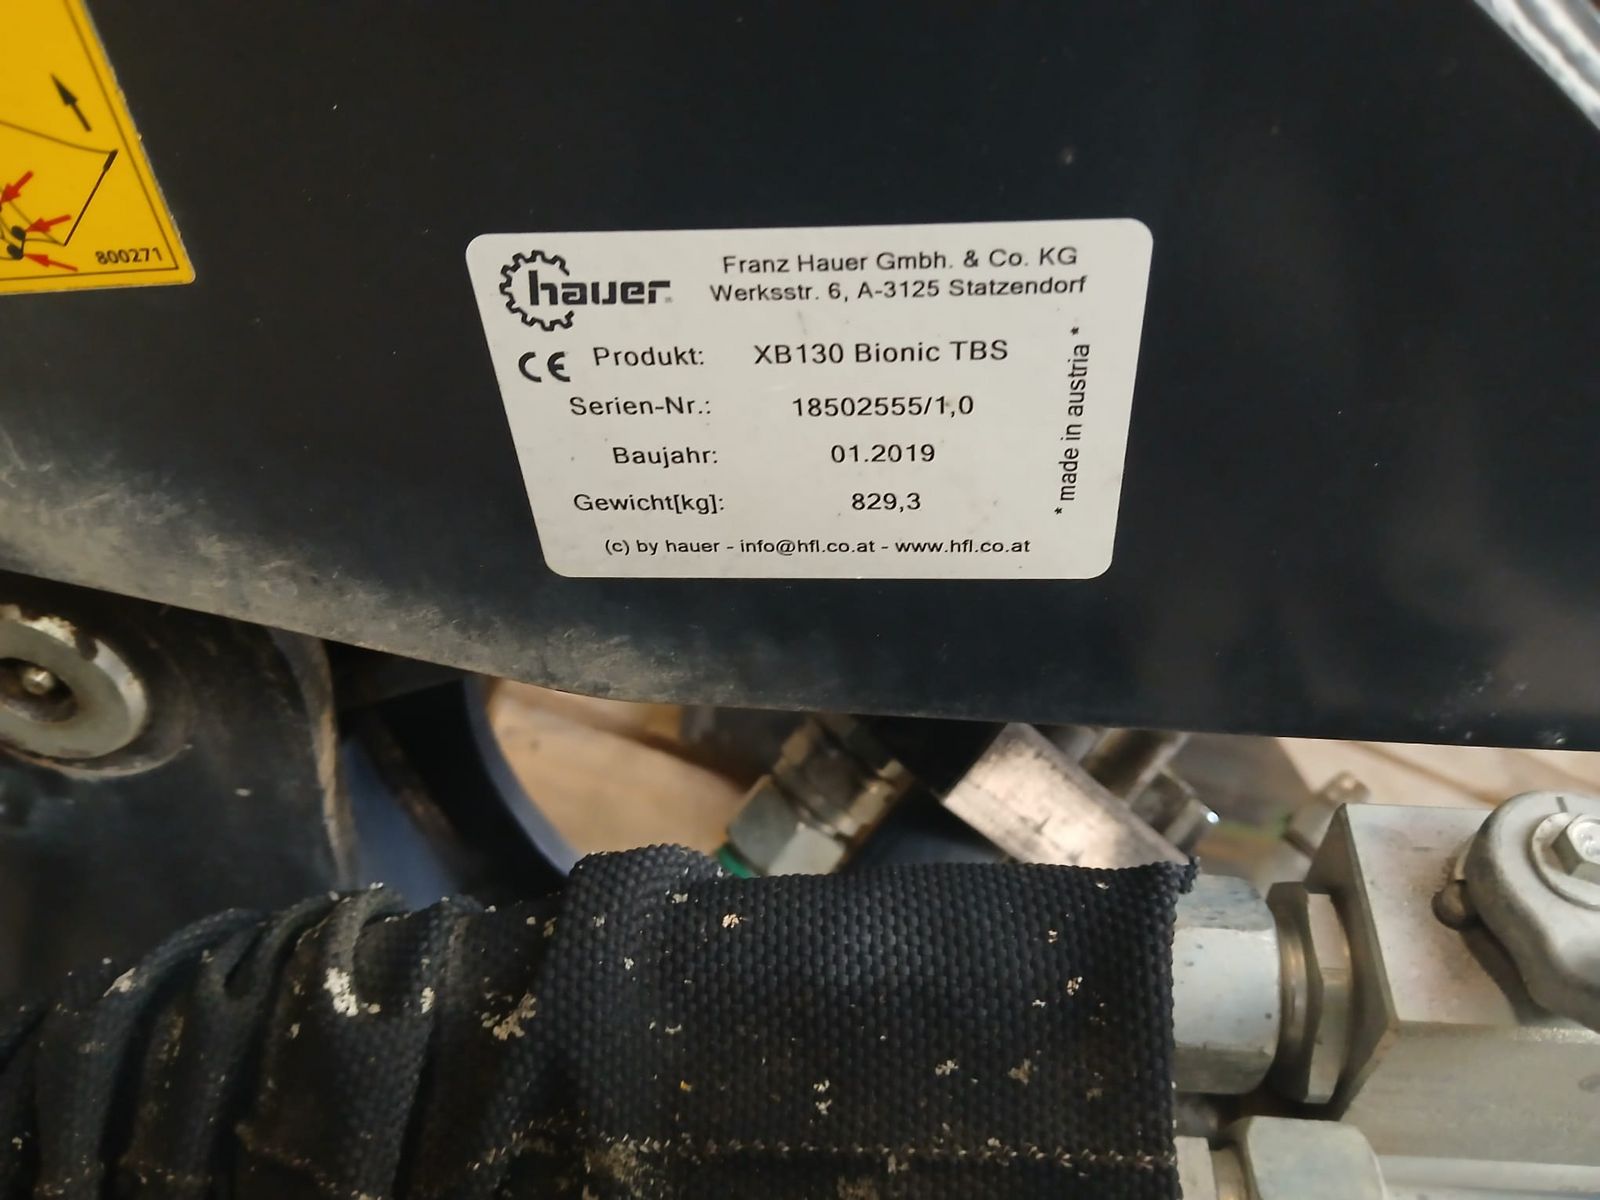 800271
hauer
Franz Hauer Gmbh. & Co. KG
Werksstr. 6, A-3125 Statzendorf
CE Produkt: XB130 Bionic TBS
Serien-Nr.: 18502555/1,0
Baujahr: 01.2019
Gewicht[kg]: 829,3
(c) by hauer - info@hfl.co.at - www.hfl.co.at
* made in austria *